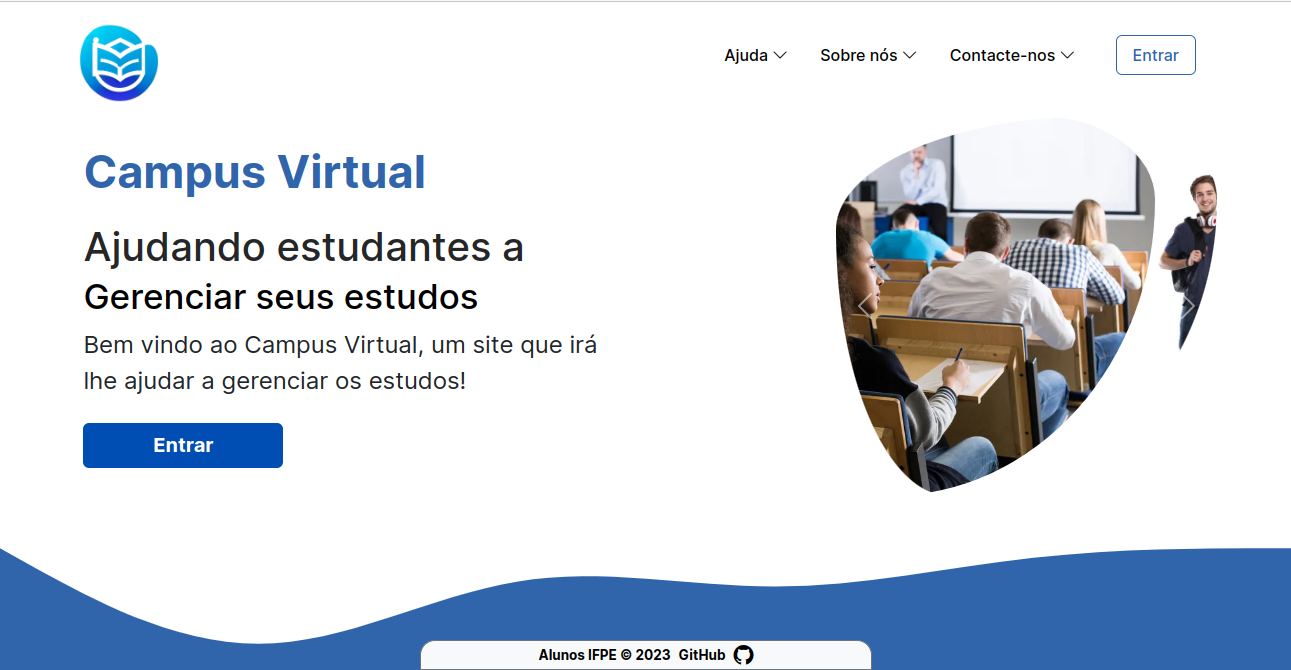 Ajuda Sobre nós Contacte-nos Entrar
Campus Virtual
Ajudando estudantes a
Gerenciar seus estudos
Bem vindo ao Campus Virtual, um site que irá
lhe ajudar a gerenciar os estudos!
Entrar
Alunos IFPE © 2023 GitHub